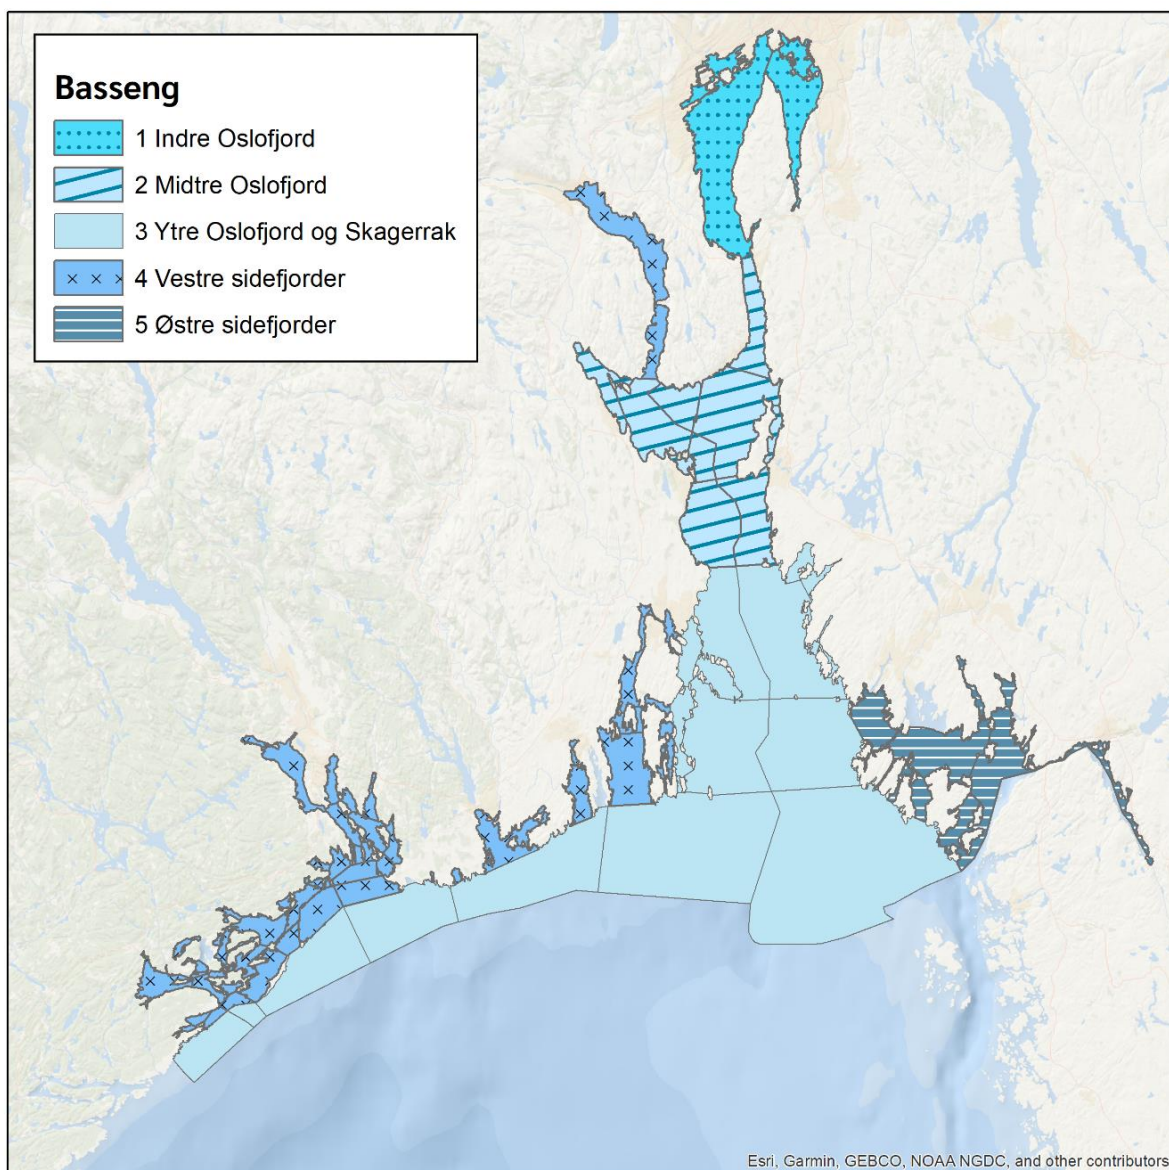 Basseng
1 Indre Oslofjord
2 Midtre Oslofjord
3 Ytre Oslofjord og Skagerrak
4 Vestre sidefjorder
5 Østre sidefjorder
Esri, Garmin, GEBCO, NOAA NGDC, and other contributors